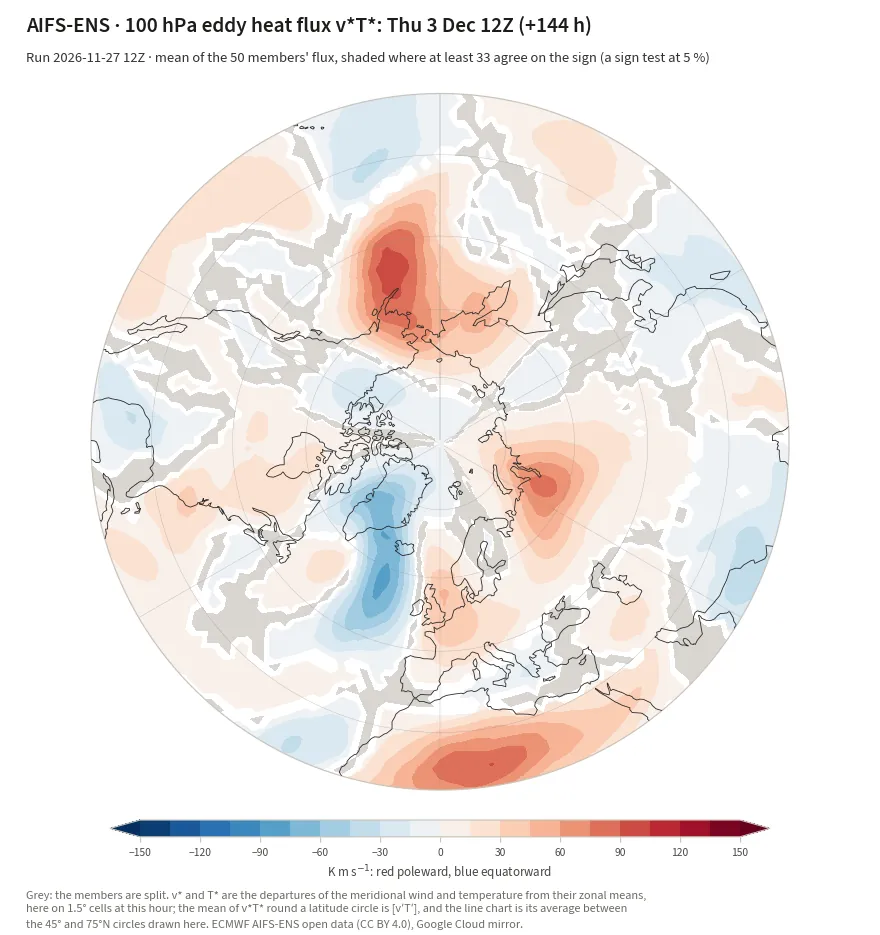 AIFS-ENS · 100 hPa eddy heat flux v*T*: Thu 3 Dec 12Z (+144 h)
Run 2026-11-27 12Z · mean of the 50 members' flux, shaded where at least 33 agree on the sign (a sign test at 5 %)
−150 −120 −90 −60 −30 0 30 60 90 120 150
K m s⁻¹: red poleward, blue equatorward
Grey: the members are split. v* and T* are the departures of the meridional wind and temperature from their zonal means,
here on 1.5° cells at this hour; the mean of v*T* round a latitude circle is [v′T′], and the line chart is its average between
the 45° and 75°N circles drawn here. ECMWF AIFS-ENS open data (CC BY 4.0), Google Cloud mirror.